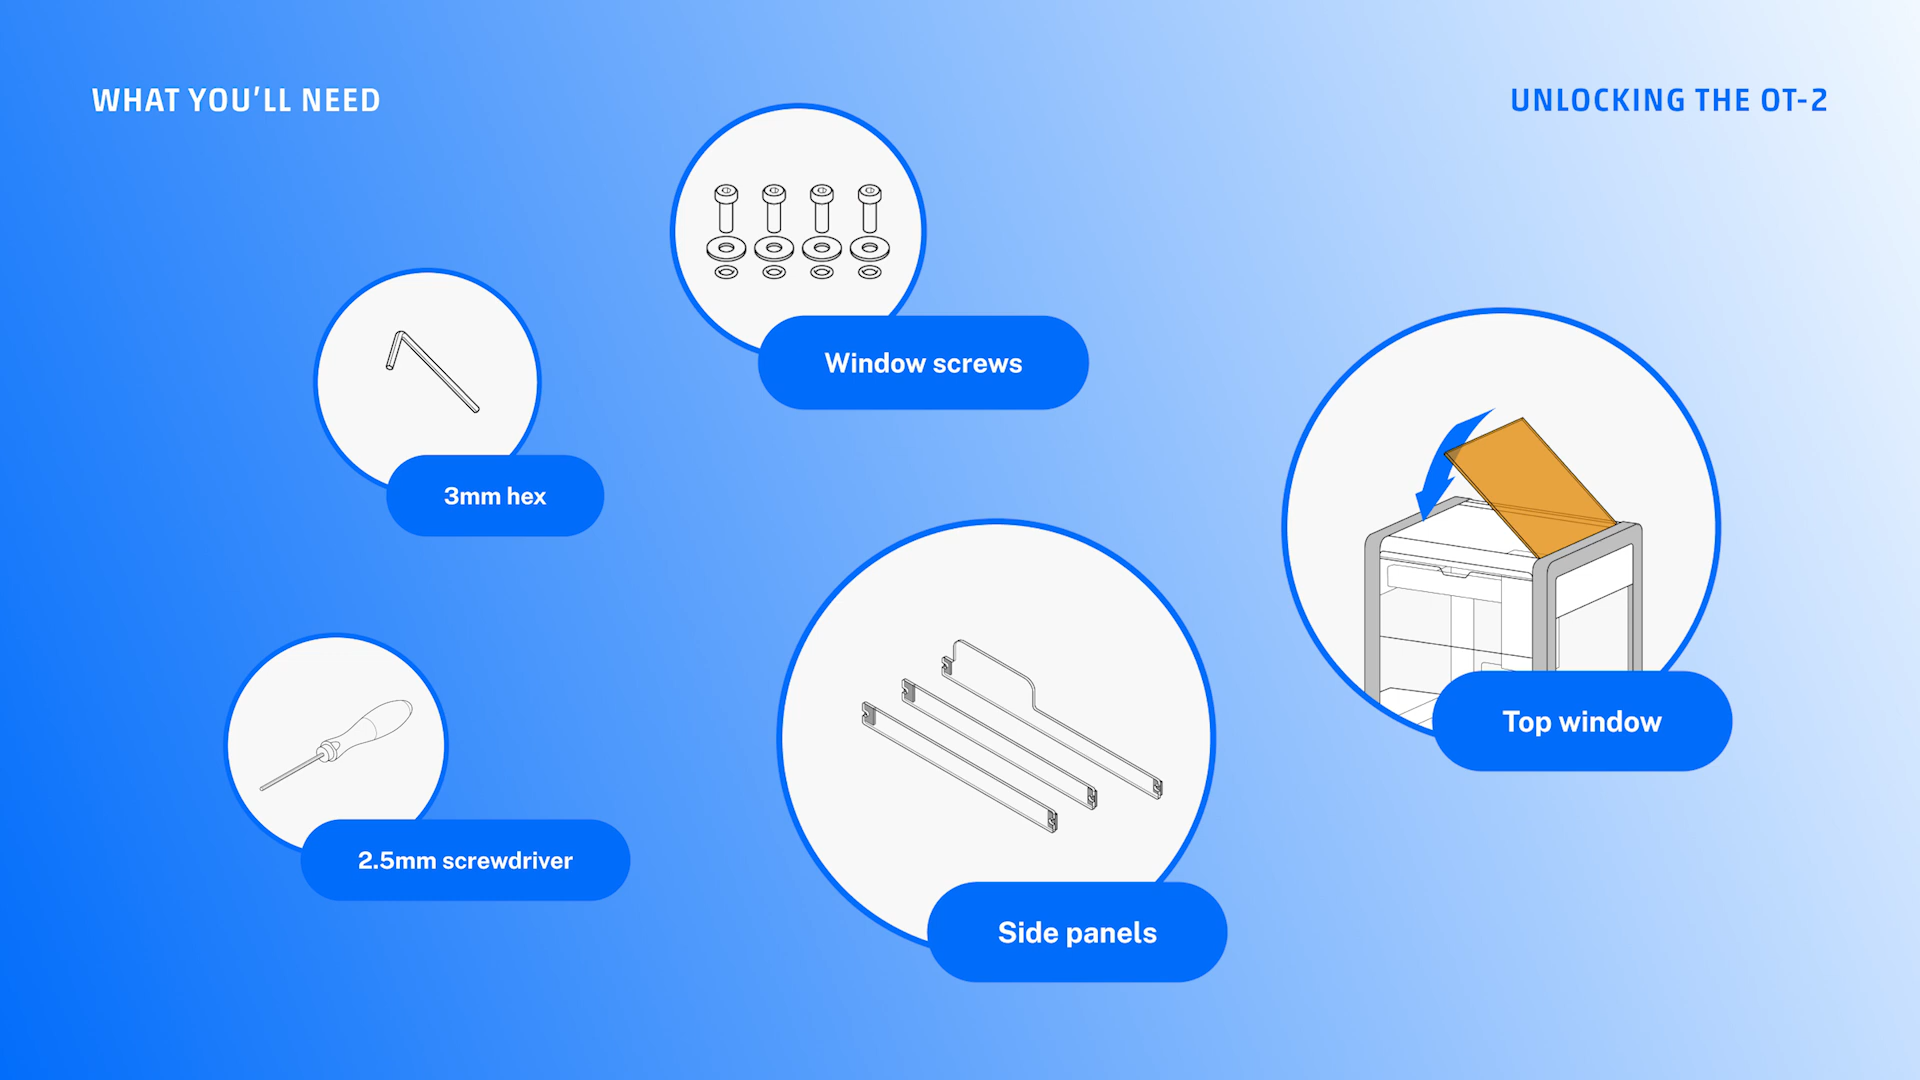 WHAT YOU'LL NEED
UNLOCKING THE OT-2
Window screws
3mm hex
Top window
2.5mm screwdriver
Side panels